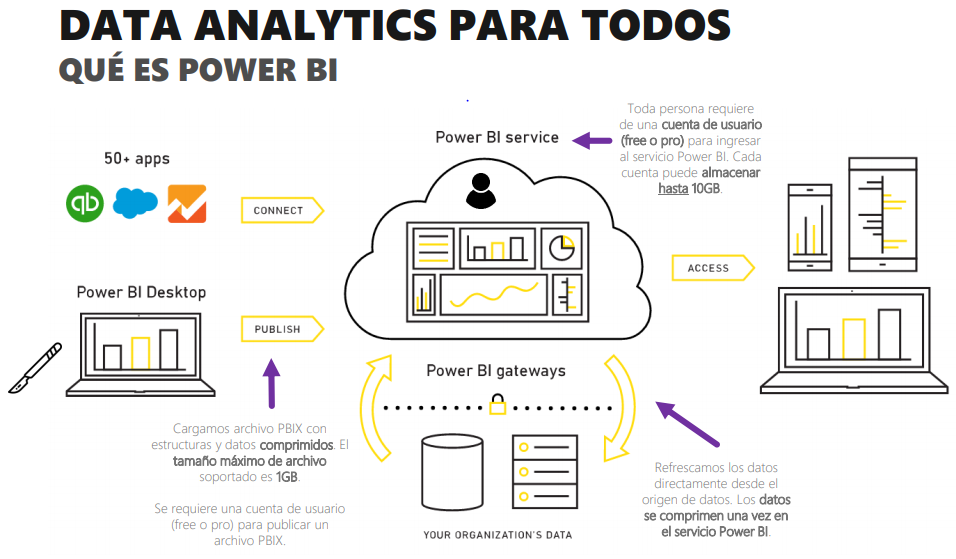 DATA ANALYTICS PARA TODOS
QUÉ ES POWER BI
50+ apps
qb
CONNECT
Power BI Desktop
PUBLISH
Cargamos archivo PBIX con
estructuras y datos comprimidos. El
tamaño máximo de archivo
soportado es 1GB.
Se requiere una cuenta de usuario
(free o pro) para publicar un
archivo PBIX.
Power BI service
Toda persona requiere
de una cuenta de usuario
(free o pro) para ingresar
al servicio Power BI. Cada
cuenta puede almacenar
hasta 10GB.
ACCESS
Power BI gateways
YOUR ORGANIZATION'S DATA
Refrescamos los datos
directamente desde el
origen de datos. Los datos
se comprimen una vez en
el servicio Power BI.